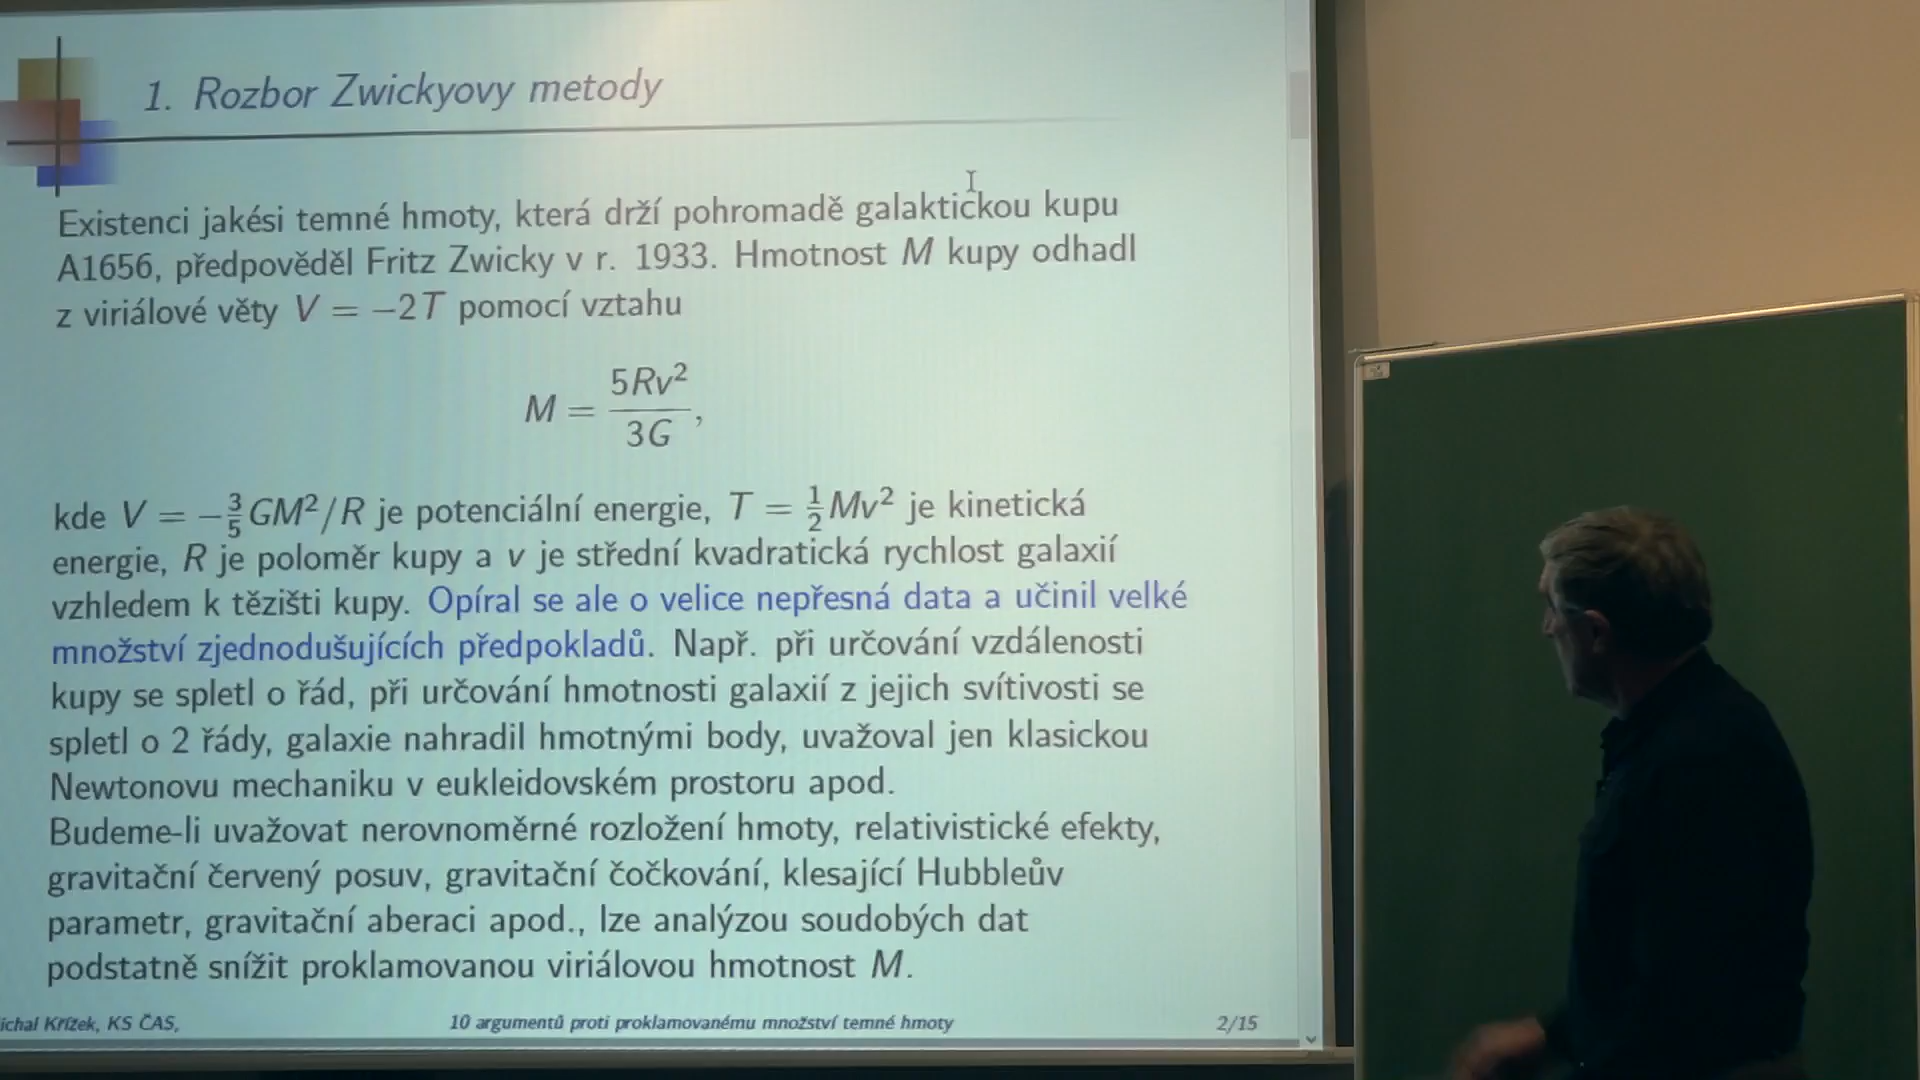 1. Rozbor Zwickyovy metody
Existenci jakési temné hmoty, která drží pohromadě galaktickou kupu
A1656, předpověděl Fritz Zwicky v r. 1933. Hmotnost M kupy odhadl
z viriálové věty V = −2T pomocí vztahu
M = 5Rv²/3G,
kde V = −3/5 GM²/R je potenciální energie, T = 1/2 Mv² je kinetická
energie, R je poloměr kupy a v je střední kvadratická rychlost galaxií
vzhledem k těžišti kupy. Opíral se ale o velice nepřesná data a učinil velké
množství zjednodušujících předpokladů. Např. při určování vzdálenosti
kupy se spletl o řád, při určování hmotnosti galaxií z jejich svítivosti se
spletl o 2 řády, galaxie nahradil hmotnými body, uvažoval jen klasickou
Newtonovu mechaniku v eukleidovském prostoru apod.
Budeme-li uvažovat nerovnoměrné rozložení hmoty, relativistické efekty,
gravitační červený posuv, gravitační čočkování, klesající Hubbleův
parametr, gravitační aberaci apod., lze analýzou soudobých dat
podstatně snížit proklamovanou viriálovou hmotnost M.
ichal Křížek, KS ČAS, 10 argumentů proti proklamovanému množství temné hmoty 2/15